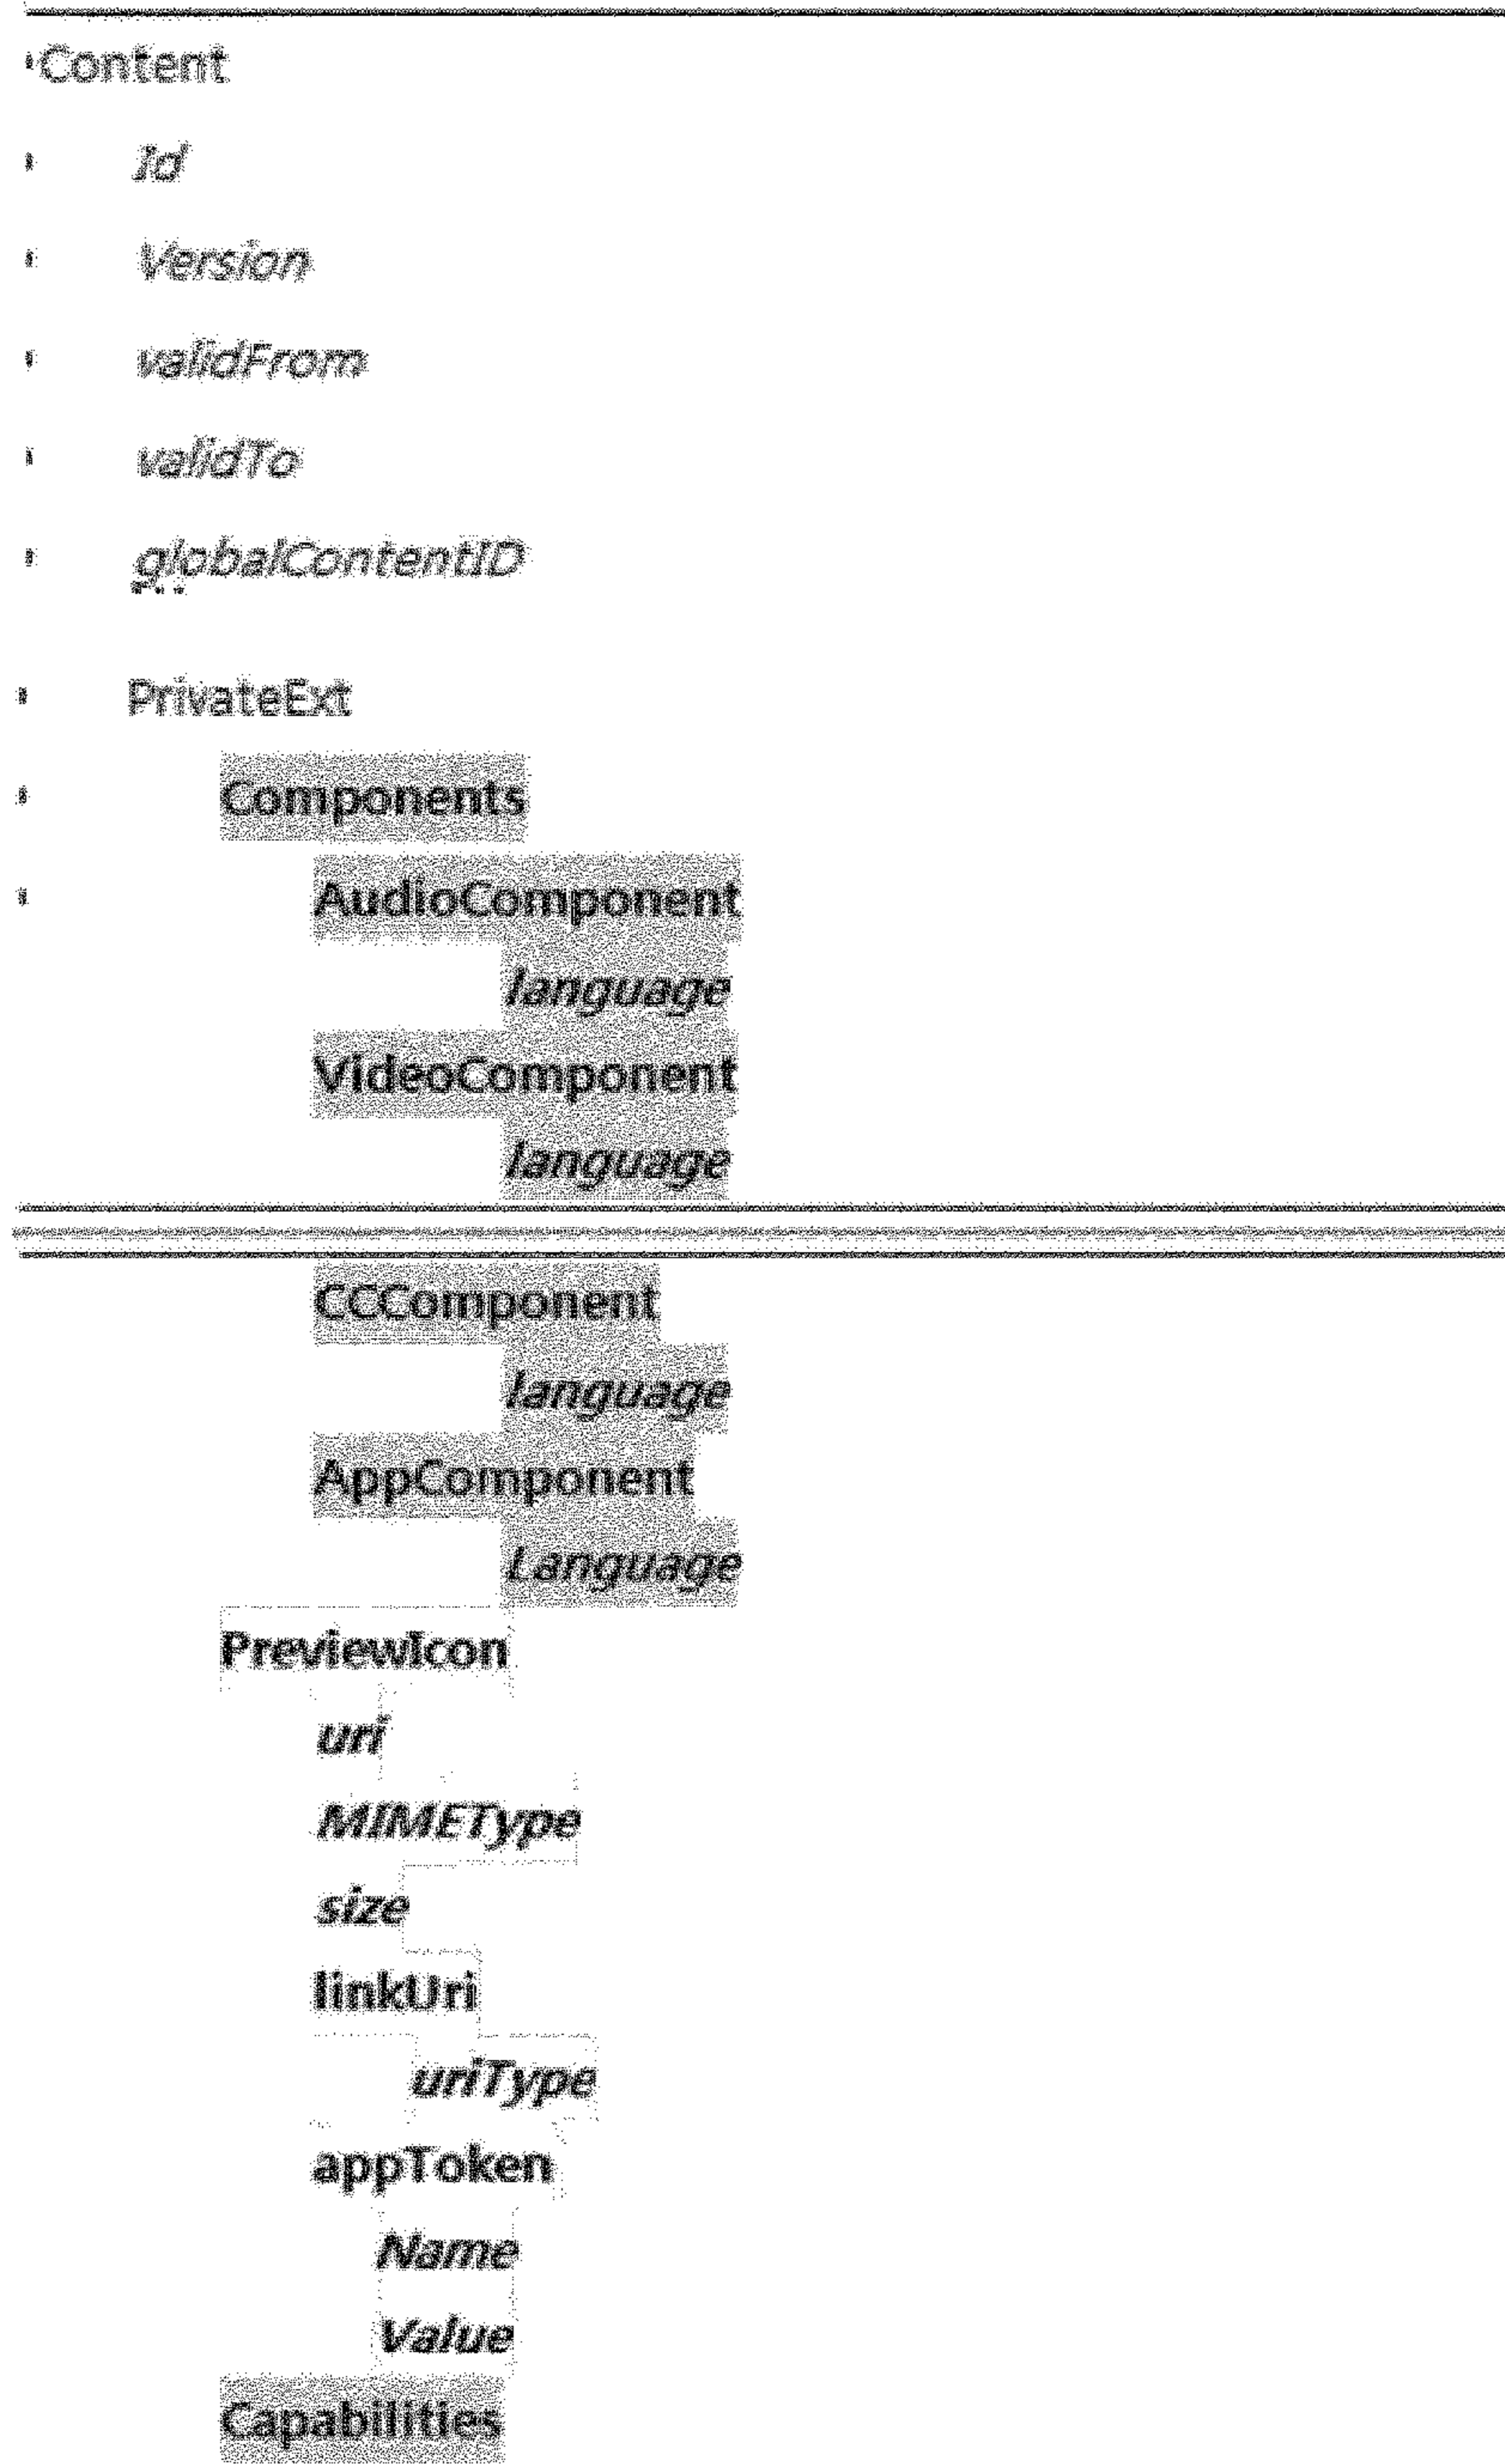 Content
Id
Version
validFrom
validTo
globalContentID
...
PrivateExt
Components
AudioComponent
language
VideoComponent
language
CCComponent
language
AppComponent
Language
PreviewIcon
uri
MIMEType
size
linkUri
uriType
appToken
Name
Value
Capabilities